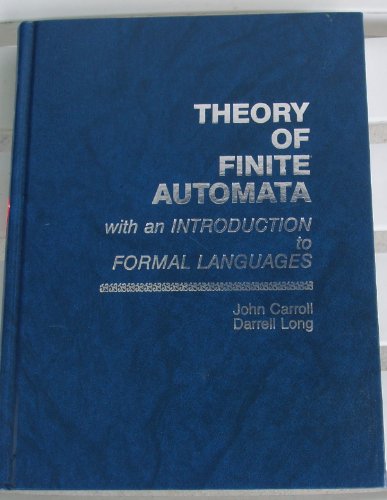 THEORY
OF
FINITE
AUTOMATA
with an INTRODUCTION
to
FORMAL LANGUAGES
John Carroll
Darrell Long